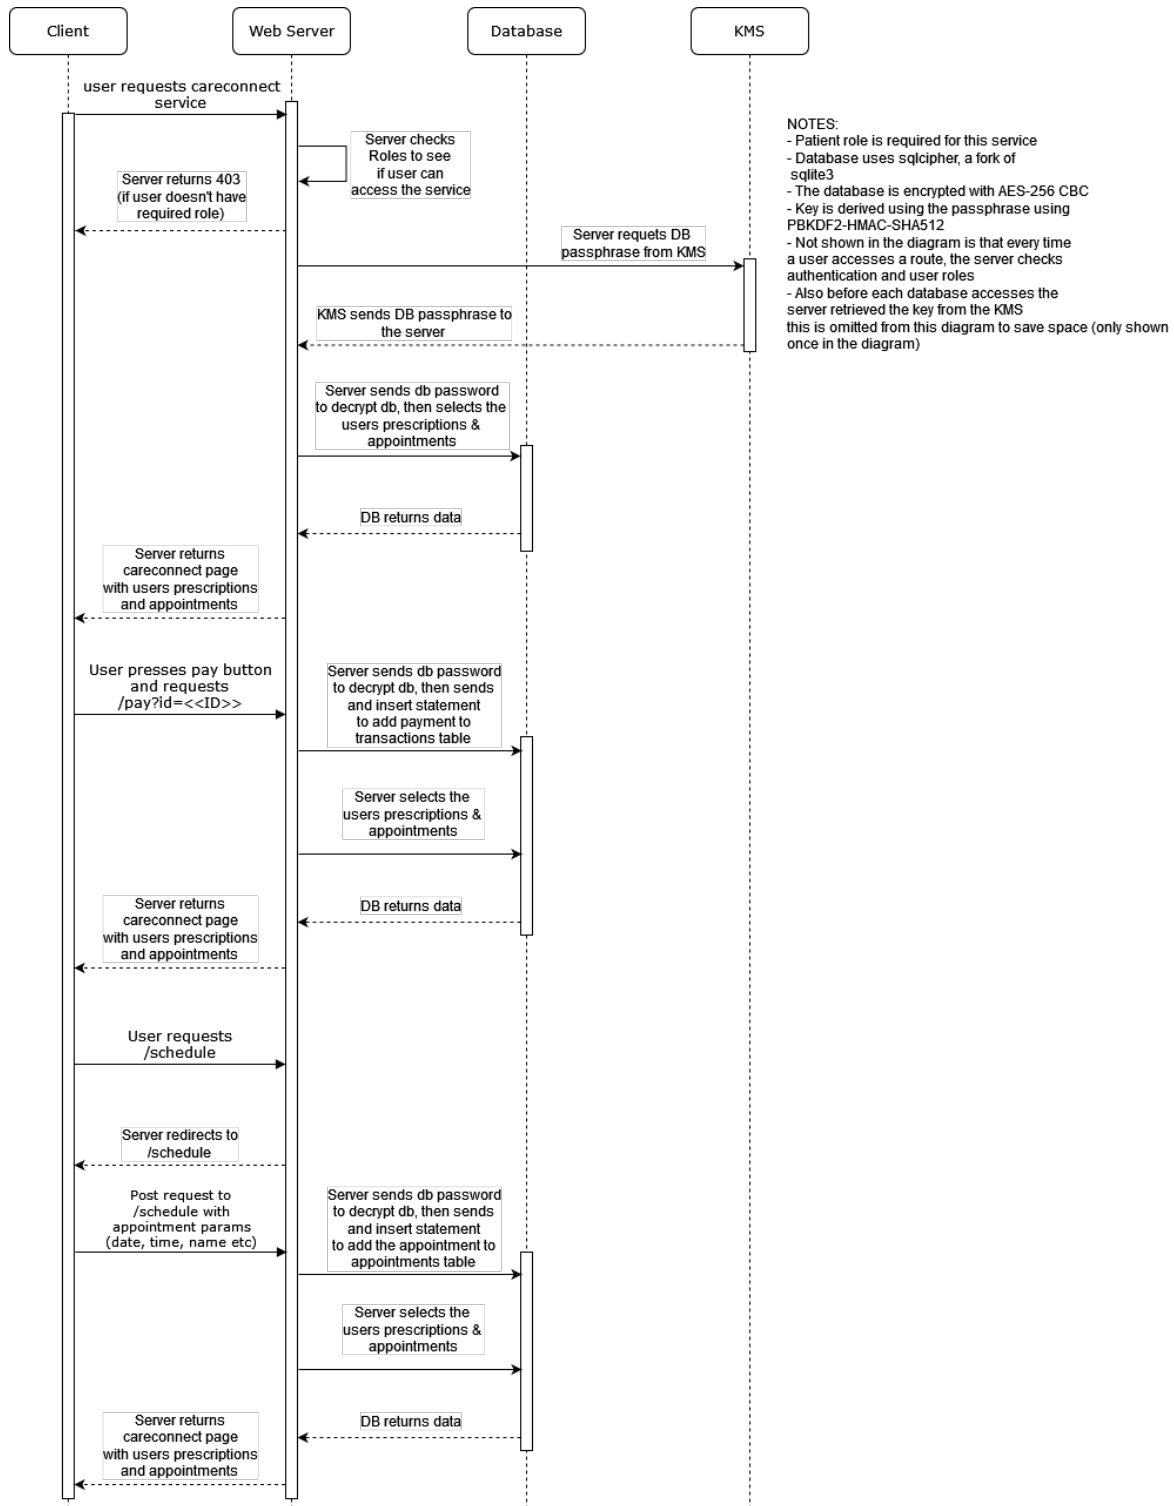 Client
Web Server
Database
KMS
user requests careconnect
service
Server checks
Roles to see
if user can
access the service
NOTES:
- Patient role is required for this service
- Database uses sqlcipher, a fork of
sqlite3
- The database is encrypted with AES-256 CBC
- Key is derived using the passphrase using
PBKDF2-HMAC-SHA512
- Not shown in the diagram is that every time
a user accesses a route, the server checks
authentication and user roles
- Also before each database accesses the
server retrieved the key from the KMS
this is omitted from this diagram to save space (only shown
once in the diagram)
Server returns 403
(if user doesn't have
required role)
Server requets DB
passphrase from KMS
KMS sends DB passphrase to
the server
Server sends db password
to decrypt db, then selects the
users prescriptions &
appointments
DB returns data
Server returns
careconnect page
with users prescriptions
and appointments
User presses pay button
and requests
/pay?id=<<ID>>
Server sends db password
to decrypt db, then sends
and insert statement
to add payment to
transactions table
Server selects the
users prescriptions &
appointments
DB returns data
Server returns
careconnect page
with users prescriptions
and appointments
User requests
/schedule
Server redirects to
/schedule
Post request to
/schedule with
appointment params
(date, time, name etc)
Server sends db password
to decrypt db, then sends
and insert statement
to add the appointment to
appointments table
Server selects the
users prescriptions &
appointments
DB returns data
Server returns
careconnect page
with users prescriptions
and appointments